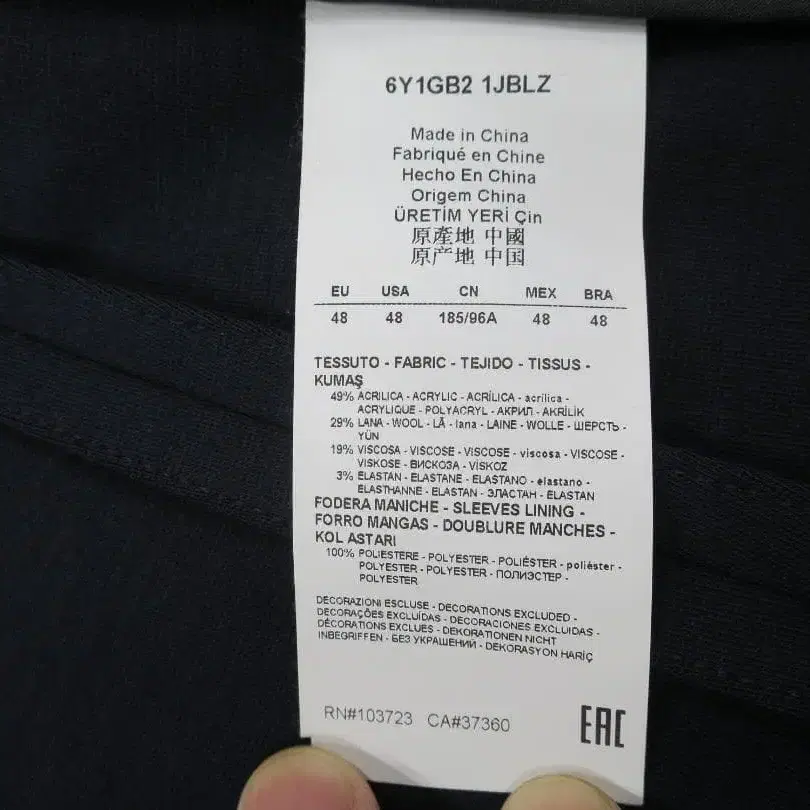 6Y1GB2 1JBLZ
Made in China
Fabriqué en Chine
Hecho En China
Origem China
ÜRETİM YERİ Çin
原產地 中國
原产地 中国
EU USA CN MEX BRA
48 48 185/96A 48 48
TESSUTO - FABRIC - TEJIDO - TISSUS -
KUMAŞ
49% ACRILICA - ACRYLIC - ACRÍLICA - acrílica -
ACRYLIQUE - POLYACRYL - АКРИЛ - AKRİLİK
29% LANA - WOOL - LÃ - lana - LAINE - WOLLE - ШЕРСТЬ -
YÜN
19% VISCOSA - VISCOSE - VISCOSE - viscosa - VISCOSE -
VISKOSE - ВИСКОЗА - VİSKOZ
3% ELASTAN - ELASTANE - ELASTANO - elastano -
ELASTHANNE - ELASTAN - ЭЛАСТАН - ELASTAN
FODERA MANICHE - SLEEVES LINING -
FORRO MANGAS - DOUBLURE MANCHES -
KOL ASTARI
100% POLIESTERE - POLYESTER - POLIÉSTER - poliéster -
POLYESTER - POLYESTER - ПОЛИЭСТЕР -
POLYESTER
DECORAZIONI ESCLUSE - DECORATIONS EXCLUDED -
DECORAÇÕES EXCLUÍDAS - DECORACIONES EXCLUIDAS -
DÉCORATIONS EXCLUES - DEKORATIONEN NICHT
INBEGRIFFEN - БЕЗ УКРАШЕНИЙ - DEKORASYON HARİÇ
RN#103723 CA#37360 EAC